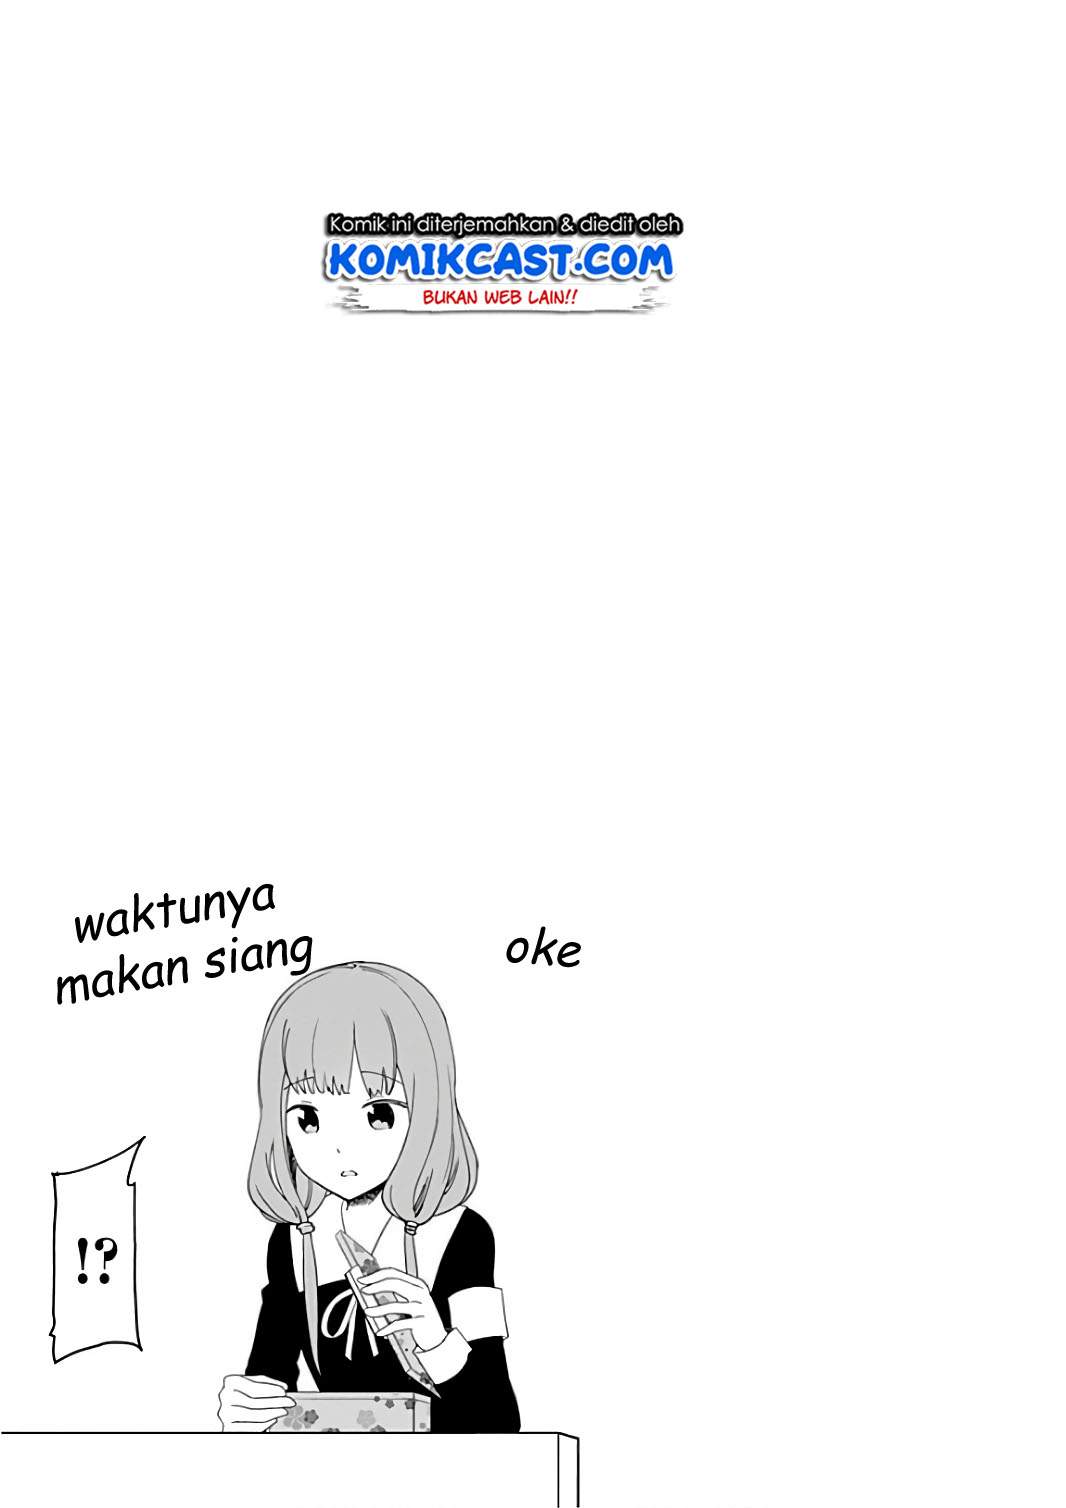 Komik ini diterjemahkan & diedit oleh
KOMIKCAST.COM
BUKAN WEB LAIN!!
waktunya
makan siang
oke
!?